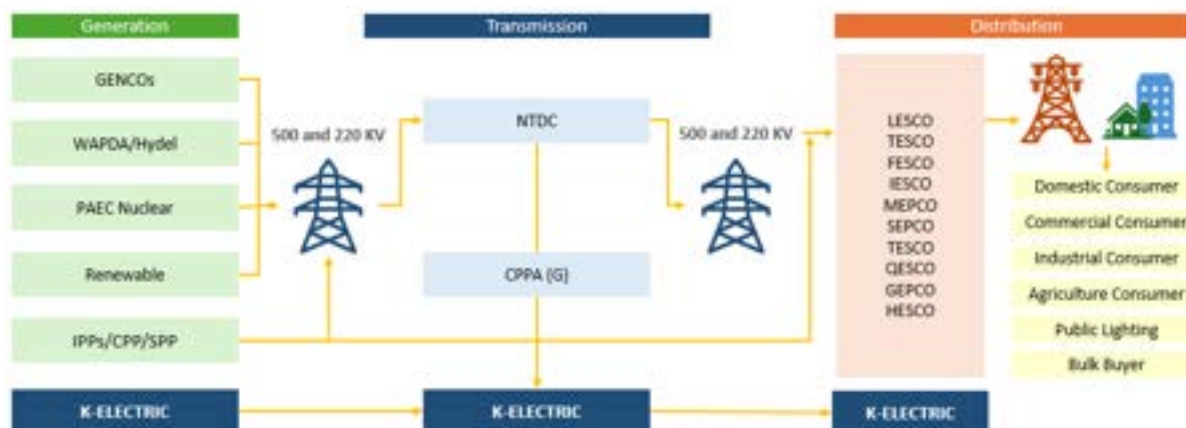 Generation
Transmission
Distribution
GENCOs
WAPDA/Hydel
PAEC Nuclear
Renewable
IPPs/CPP/SPP
K-ELECTRIC
500 and 220 KV
NTDC
CPPA (G)
K-ELECTRIC
500 and 220 KV
LESCO
TESCO
FESCO
IESCO
MEPCO
SEPCO
TESCO
QESCO
GEPCO
HESCO
K-ELECTRIC
Domestic Consumer
Commercial Consumer
Industrial Consumer
Agriculture Consumer
Public Lighting
Bulk Buyer